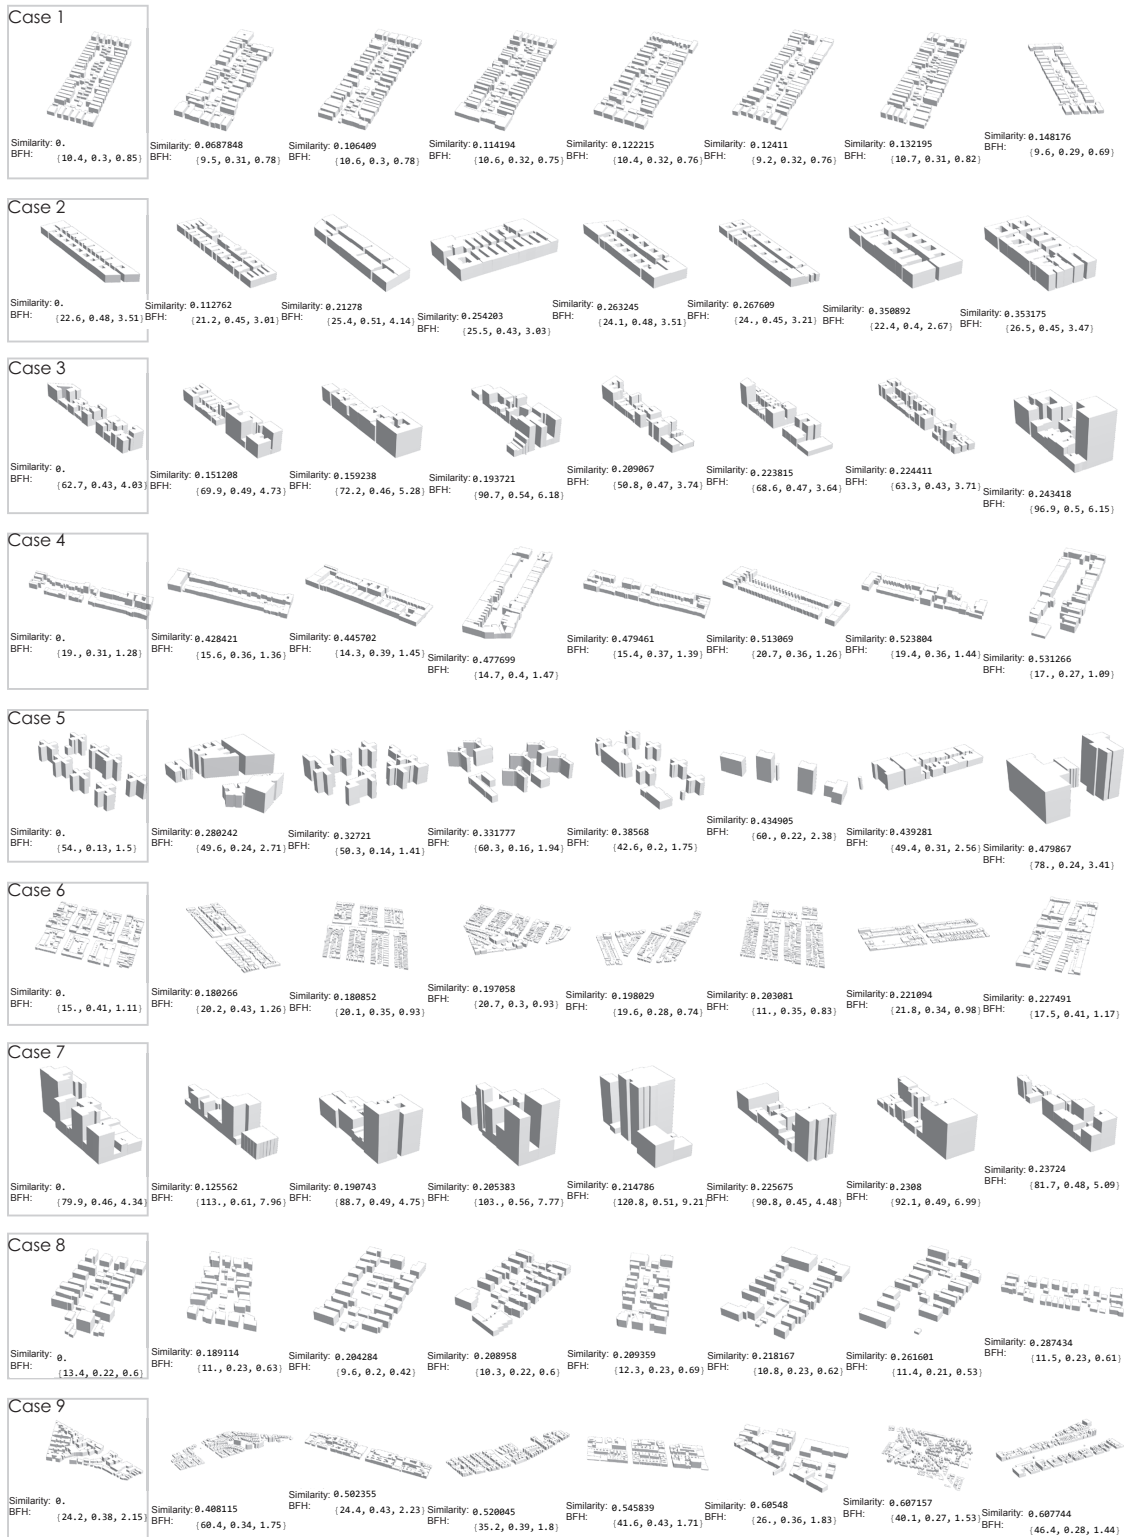 Case 1
Similarity: 0.
BFH: {10.4, 0.3, 0.85}
Similarity: 0.0687848
BFH: {9.5, 0.31, 0.78}
Similarity: 0.106409
BFH: {10.6, 0.3, 0.78}
Similarity: 0.114194
BFH: {10.6, 0.32, 0.75}
Similarity: 0.122215
BFH: {10.4, 0.32, 0.76}
Similarity: 0.12411
BFH: {9.2, 0.32, 0.76}
Similarity: 0.132195
BFH: {10.7, 0.31, 0.82}
Similarity: 0.148176
BFH: {9.6, 0.29, 0.69}
Case 2
Similarity: 0.
BFH: {22.6, 0.48, 3.51}
Similarity: 0.112762
BFH: {21.2, 0.45, 3.01}
Similarity: 0.21278
BFH: {25.4, 0.51, 4.14}
Similarity: 0.254203
BFH: {25.5, 0.43, 3.03}
Similarity: 0.263245
BFH: {24.1, 0.48, 3.51}
Similarity: 0.267609
BFH: {24., 0.45, 3.21}
Similarity: 0.350892
BFH: {22.4, 0.4, 2.67}
Similarity: 0.353175
BFH: {26.5, 0.45, 3.47}
Case 3
Similarity: 0.
BFH: {62.7, 0.43, 4.03}
Similarity: 0.151208
BFH: {69.9, 0.49, 4.73}
Similarity: 0.159238
BFH: {72.2, 0.46, 5.28}
Similarity: 0.193721
BFH: {90.7, 0.54, 6.18}
Similarity: 0.209067
BFH: {50.8, 0.47, 3.74}
Similarity: 0.223815
BFH: {68.6, 0.47, 3.64}
Similarity: 0.224411
BFH: {63.3, 0.43, 3.71}
Similarity: 0.243418
BFH: {96.9, 0.5, 6.15}
Case 4
Similarity: 0.
BFH: {19., 0.31, 1.28}
Similarity: 0.428421
BFH: {15.6, 0.36, 1.36}
Similarity: 0.445702
BFH: {14.3, 0.39, 1.45}
Similarity: 0.477699
BFH: {14.7, 0.4, 1.47}
Similarity: 0.479461
BFH: {15.4, 0.37, 1.39}
Similarity: 0.513069
BFH: {20.7, 0.36, 1.26}
Similarity: 0.523804
BFH: {19.4, 0.36, 1.44}
Similarity: 0.531266
BFH: {17., 0.27, 1.09}
Case 5
Similarity: 0.
BFH: {54., 0.13, 1.5}
Similarity: 0.280242
BFH: {49.6, 0.24, 2.71}
Similarity: 0.32721
BFH: {50.3, 0.14, 1.41}
Similarity: 0.331777
BFH: {60.3, 0.16, 1.94}
Similarity: 0.38568
BFH: {42.6, 0.2, 1.75}
Similarity: 0.434905
BFH: {60., 0.22, 2.38}
Similarity: 0.439281
BFH: {49.4, 0.31, 2.56}
Similarity: 0.479867
BFH: {78., 0.24, 3.41}
Case 6
Similarity: 0.
BFH: {15., 0.41, 1.11}
Similarity: 0.180266
BFH: {20.2, 0.43, 1.26}
Similarity: 0.180852
BFH: {20.1, 0.35, 0.93}
Similarity: 0.197058
BFH: {20.7, 0.3, 0.93}
Similarity: 0.198029
BFH: {19.6, 0.28, 0.74}
Similarity: 0.203081
BFH: {11., 0.35, 0.83}
Similarity: 0.221094
BFH: {21.8, 0.34, 0.98}
Similarity: 0.227491
BFH: {17.5, 0.41, 1.17}
Case 7
Similarity: 0.
BFH: {79.9, 0.46, 4.34}
Similarity: 0.125562
BFH: {113., 0.61, 7.96}
Similarity: 0.190743
BFH: {88.7, 0.49, 4.75}
Similarity: 0.205383
BFH: {103., 0.56, 7.77}
Similarity: 0.214786
BFH: {120.8, 0.51, 9.21}
Similarity: 0.225675
BFH: {90.8, 0.45, 4.48}
Similarity: 0.2308
BFH: {92.1, 0.49, 6.99}
Similarity: 0.23724
BFH: {81.7, 0.48, 5.09}
Case 8
Similarity: 0.
BFH: {13.4, 0.22, 0.6}
Similarity: 0.189114
BFH: {11., 0.23, 0.63}
Similarity: 0.204284
BFH: {9.6, 0.2, 0.42}
Similarity: 0.208958
BFH: {10.3, 0.22, 0.6}
Similarity: 0.209359
BFH: {12.3, 0.23, 0.69}
Similarity: 0.218167
BFH: {10.8, 0.23, 0.62}
Similarity: 0.261601
BFH: {11.4, 0.21, 0.53}
Similarity: 0.287434
BFH: {11.5, 0.23, 0.61}
Case 9
Similarity: 0.
BFH: {24.2, 0.38, 2.15}
Similarity: 0.408115
BFH: {60.4, 0.34, 1.75}
Similarity: 0.502355
BFH: {24.4, 0.43, 2.23}
Similarity: 0.520045
BFH: {35.2, 0.39, 1.8}
Similarity: 0.545839
BFH: {41.6, 0.43, 1.71}
Similarity: 0.60548
BFH: {26., 0.36, 1.83}
Similarity: 0.607157
BFH: {40.1, 0.27, 1.53}
Similarity: 0.607744
BFH: {46.4, 0.28, 1.44}